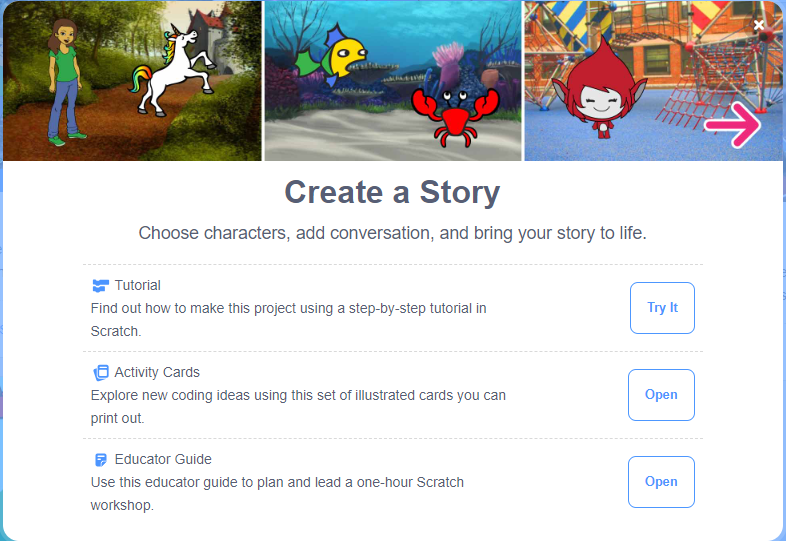 Create a Story
Choose characters, add conversation, and bring your story to life.
Tutorial
Find out how to make this project using a step-by-step tutorial in
Scratch.
Try It
Activity Cards
Explore new coding ideas using this set of illustrated cards you can
print out.
Open
Educator Guide
Use this educator guide to plan and lead a one-hour Scratch
workshop.
Open